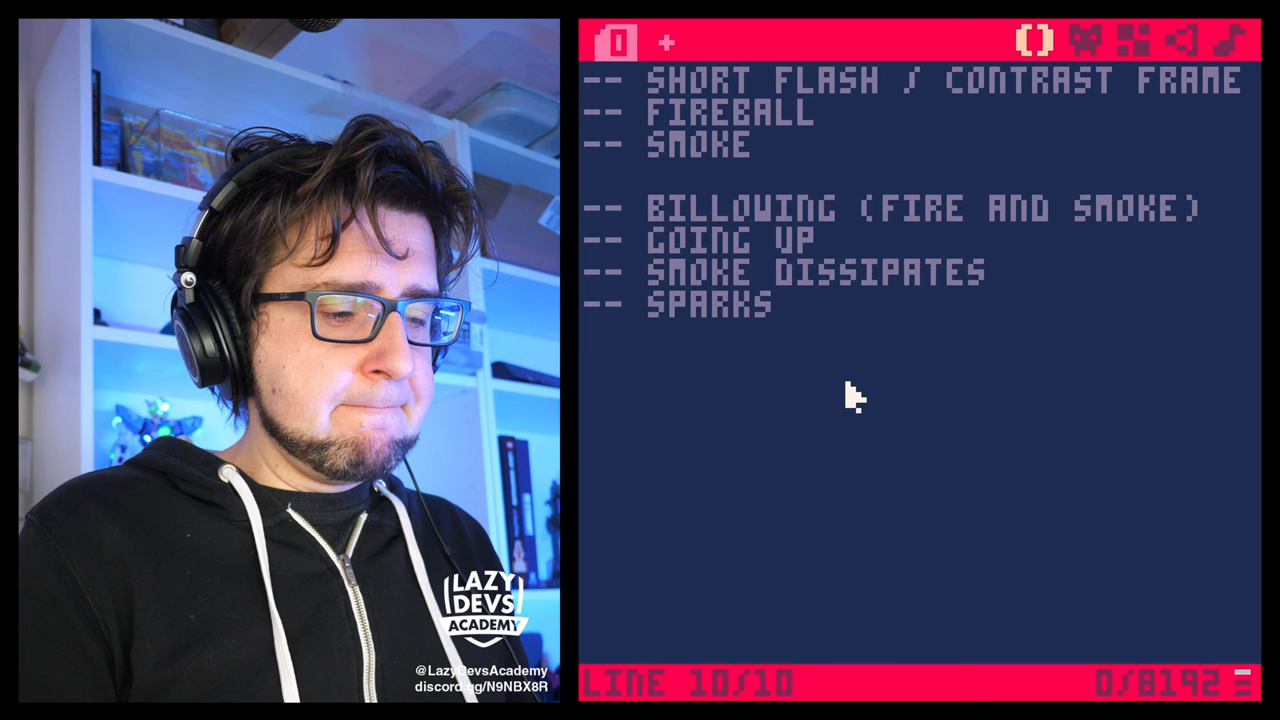 -- SHORT FLASH / CONTRAST FRAME
-- FIREBALL
-- SMOKE
-- BILLOWING (FIRE AND SMOKE)
-- GOING UP
-- SMOKE DISSIPATES
-- SPARKS
LINE 10/10
0/8192
LAZY
DEVS
ACADEMY
@LazyDevsAcademy
discord.gg/N9NBX8R